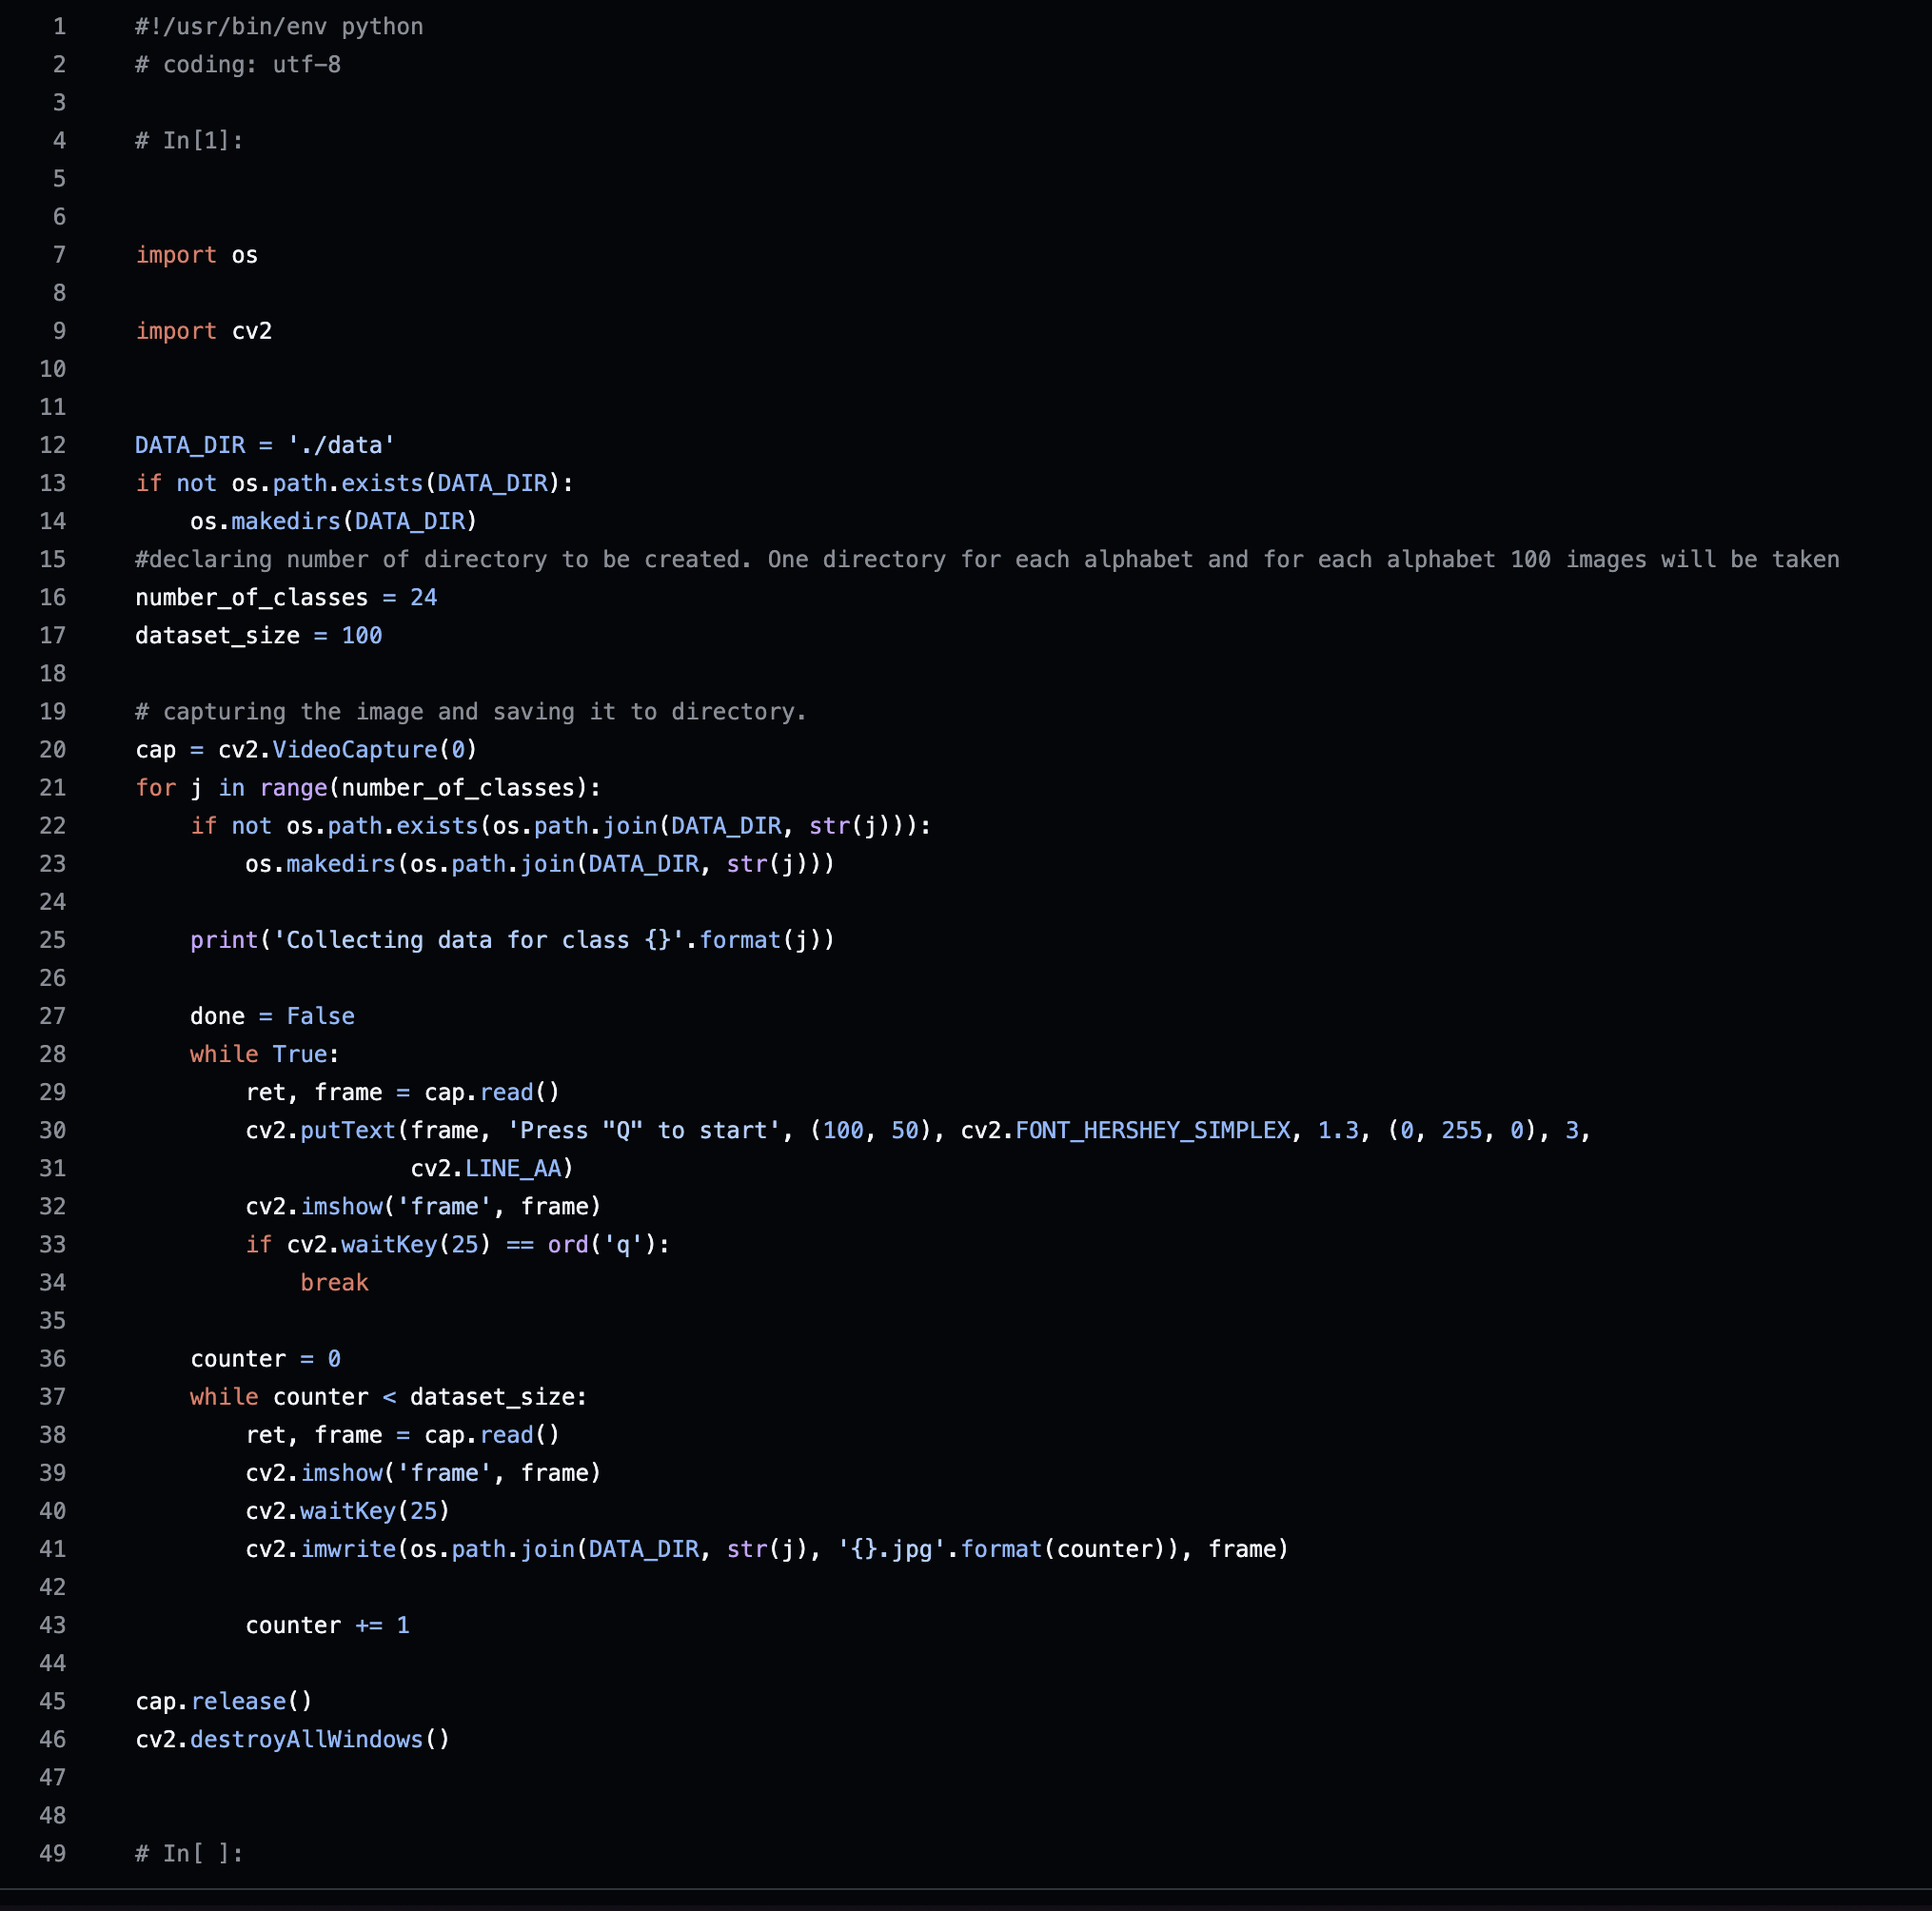 1 #!/usr/bin/env python
2 # coding: utf-8
3
4 # In[1]:
5
6
7 import os
8
9 import cv2
10
11
12 DATA_DIR = './data'
13 if not os.path.exists(DATA_DIR):
14     os.makedirs(DATA_DIR)
15 #declaring number of directory to be created. One directory for each alphabet and for each alphabet 100 images will be taken
16 number_of_classes = 24
17 dataset_size = 100
18
19 # capturing the image and saving it to directory.
20 cap = cv2.VideoCapture(0)
21 for j in range(number_of_classes):
22     if not os.path.exists(os.path.join(DATA_DIR, str(j))):
23         os.makedirs(os.path.join(DATA_DIR, str(j)))
24
25     print('Collecting data for class {}'.format(j))
26
27     done = False
28     while True:
29         ret, frame = cap.read()
30         cv2.putText(frame, 'Press "Q" to start', (100, 50), cv2.FONT_HERSHEY_SIMPLEX, 1.3, (0, 255, 0), 3,
31                     cv2.LINE_AA)
32         cv2.imshow('frame', frame)
33         if cv2.waitKey(25) == ord('q'):
34             break
35
36     counter = 0
37     while counter < dataset_size:
38         ret, frame = cap.read()
39         cv2.imshow('frame', frame)
40         cv2.waitKey(25)
41         cv2.imwrite(os.path.join(DATA_DIR, str(j), '{}.jpg'.format(counter)), frame)
42
43         counter += 1
44
45 cap.release()
46 cv2.destroyAllWindows()
47
48
49 # In[ ]: